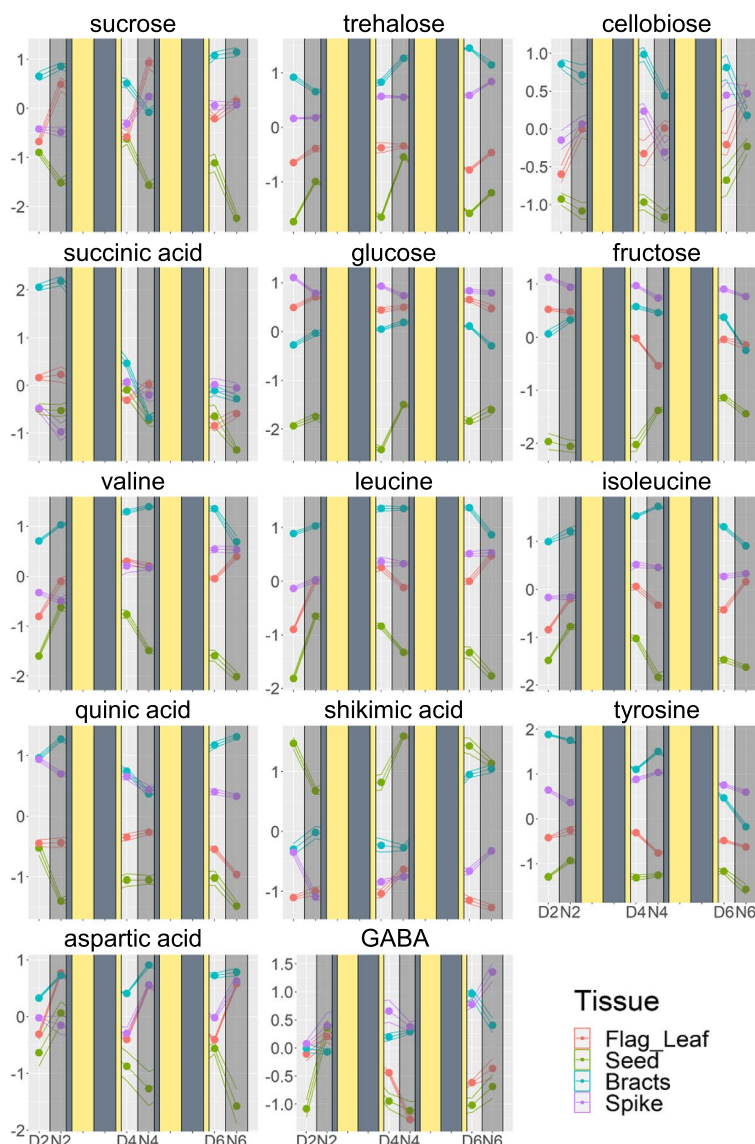 sucrose trehalose cellobiose
1 0 -1 -2
1 0 -1
1.0 0.5 0.0 -0.5 -1.0
succinic acid glucose fructose
2 1 0 -1
1 0 -1 -2
1 0 -1 -2
valine leucine isoleucine
1 0 -1 -2
1 0 -1 -2
1 0 -1 -2
quinic acid shikimic acid tyrosine
1 0 -1
1 0 -1
2 1 0 -1
D2N2 D4N4 D6N6
aspartic acid GABA
1 0 -1 -2
1.5 1.0 0.5 0.0 -0.5 -1.0
D2N2 D4N4 D6N6 D2N2 D4N4 D6N6
Tissue
Flag_Leaf
Seed
Bracts
Spike